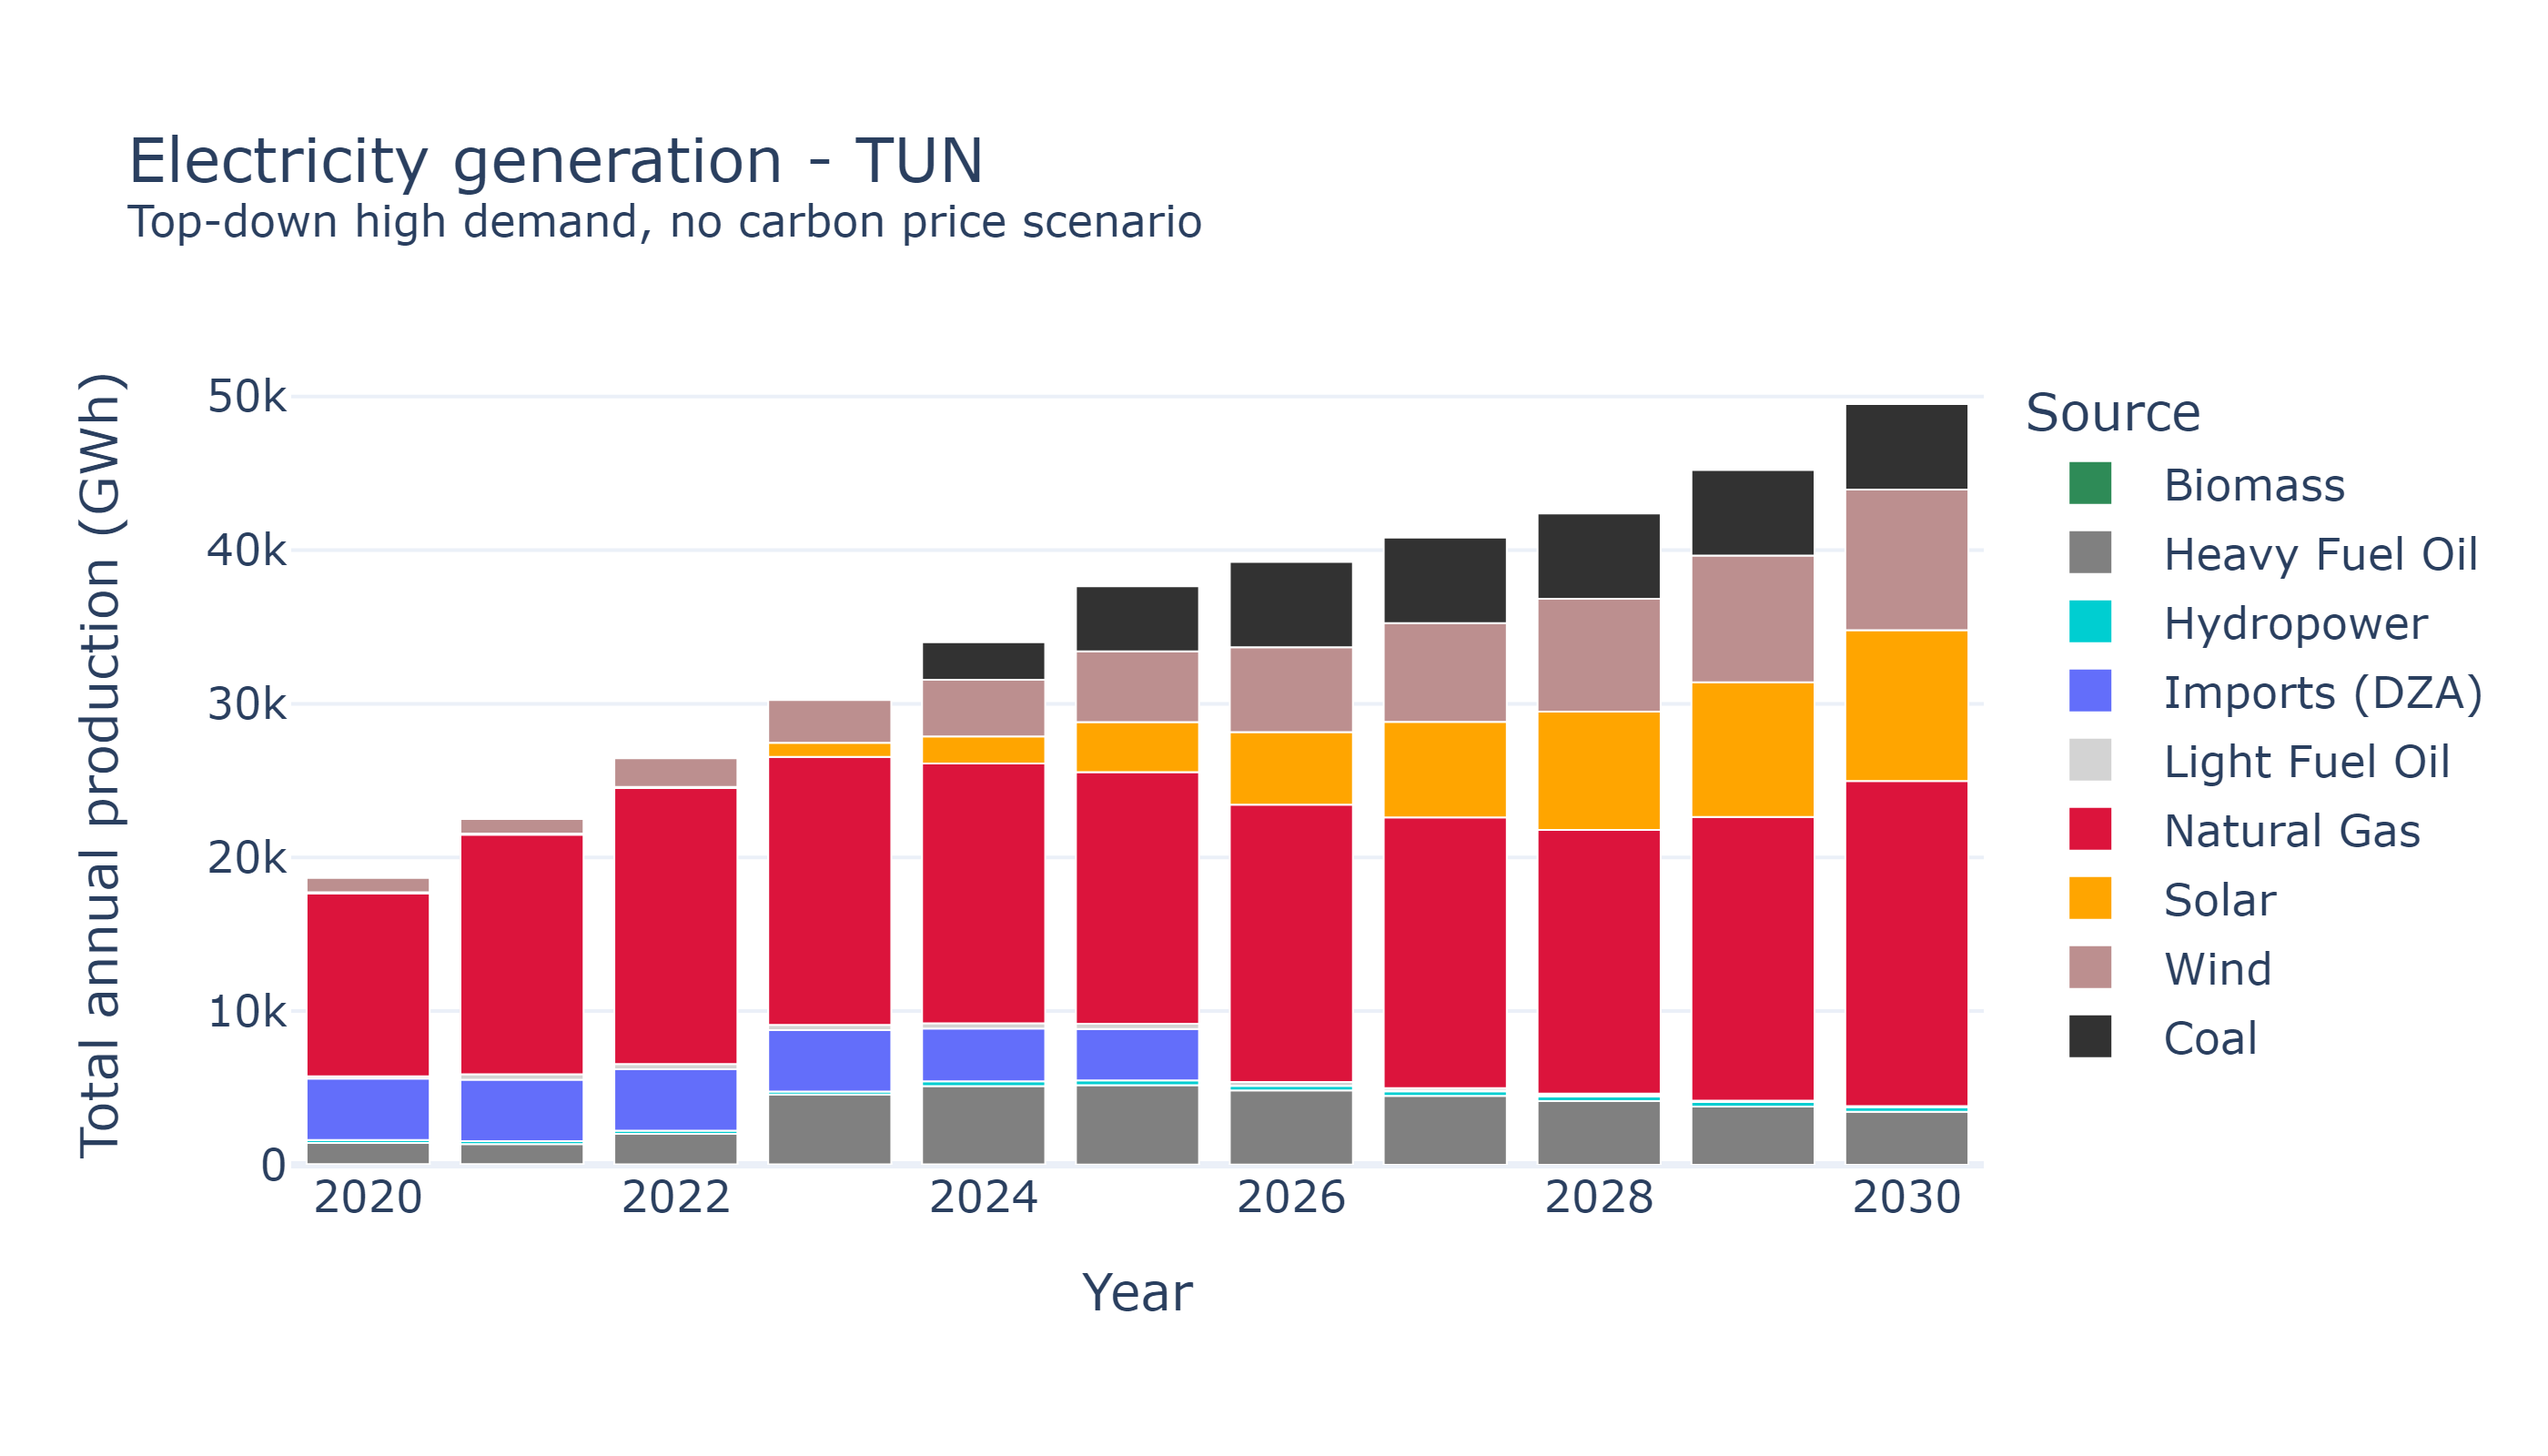 Electricity generation - TUN
Top-down high demand, no carbon price scenario
Total annual production (GWh)
50k
40k
30k
20k
10k
0
2020
2022
2024
2026
2028
2030
Year
Source
Biomass
Heavy Fuel Oil
Hydropower
Imports (DZA)
Light Fuel Oil
Natural Gas
Solar
Wind
Coal